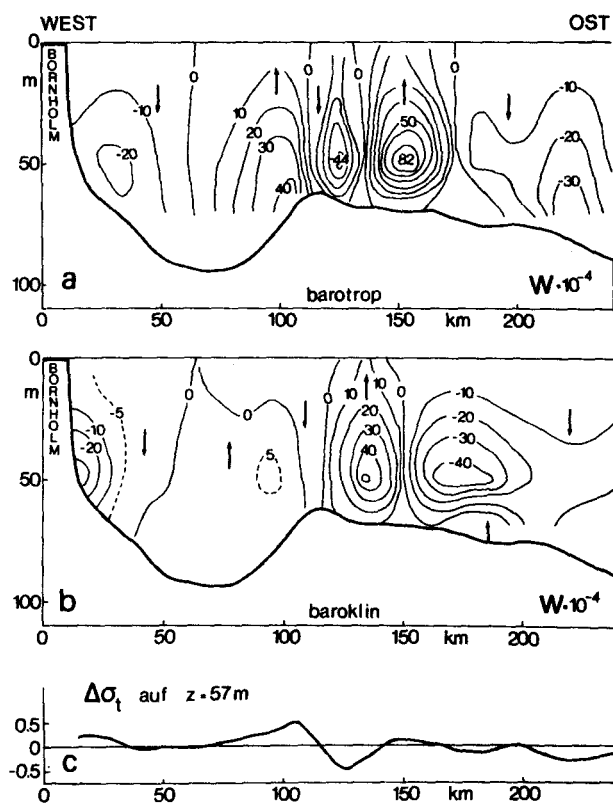 WEST OST
0 BORNHOLM
m
50
100
-10 0 10 0 0 0 -10
-20 20 30 40 -44 82 50 -20 -30
a barotrop W·10⁻⁴
0 50 100 150 km 200
0 BORNHOLM
m
50
100
-5 0 0 10 10 0 -10
-10 -20 5 20 30 40 -20 -30 -40
b baroklin W·10⁻⁴
0 50 100 150 km 200
Δσt auf z = 57m
0.5
0
-0.5
c
0 50 100 150 km 200